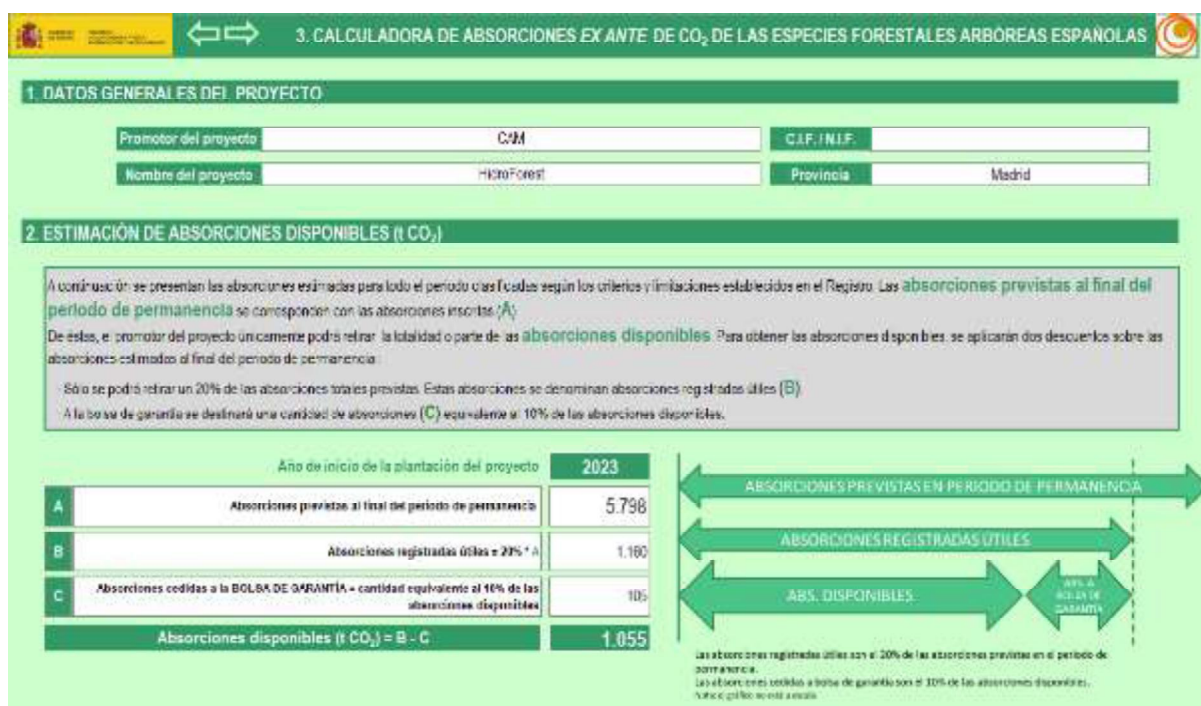 3. CALCULADORA DE ABSORCIONES EX ANTE DE CO₂ DE LAS ESPECIES FORESTALES ARBÓREAS ESPAÑOLAS
1. DATOS GENERALES DEL PROYECTO
Promotor del proyecto CAM C.I.F. / N.I.F.
Nombre del proyecto HidroForest Provincia Madrid
2. ESTIMACIÓN DE ABSORCIONES DISPONIBLES (t CO₂)
A continuación se presentan las absorciones estimadas para todo el periodo clasificadas según los criterios y limitaciones establecidos en el Registro. Las absorciones previstas al final del
periodo de permanencia se corresponden con las absorciones inscritas (A)
De éstas, el promotor del proyecto únicamente podrá retirar la totalidad o parte de las absorciones disponibles. Para obtener las absorciones disponibles, se aplicarán dos descuentos sobre las
absorciones estimadas al final del periodo de permanencia:
Sólo se podrá retirar un 20% de las absorciones totales previstas. Estas absorciones se denominan absorciones registradas útiles (B)
A la bolsa de garantía se destinará una cantidad de absorciones (C) equivalente al 10% de las absorciones disponibles.
Año de inicio de la plantación del proyecto 2023
A Absorciones previstas al final del periodo de permanencia 5.798
B Absorciones registradas útiles = 20% * A 1.160
C Absorciones cedidas a la BOLSA DE GARANTÍA = cantidad equivalente al 10% de las
absorciones disponibles 105
Absorciones disponibles (t CO₂) = B - C 1.055
ABSORCIONES PREVISTAS EN PERIODO DE PERMANENCIA
ABSORCIONES REGISTRADAS ÚTILES
ABS. DISPONIBLES
BOLSA DE
GARANTÍA
Las absorciones registradas útiles son el 20% de las absorciones previstas en el periodo de
permanencia.
Las absorciones cedidas a bolsa de garantía son el 10% de las absorciones disponibles.
Nota: el gráfico no está a escala